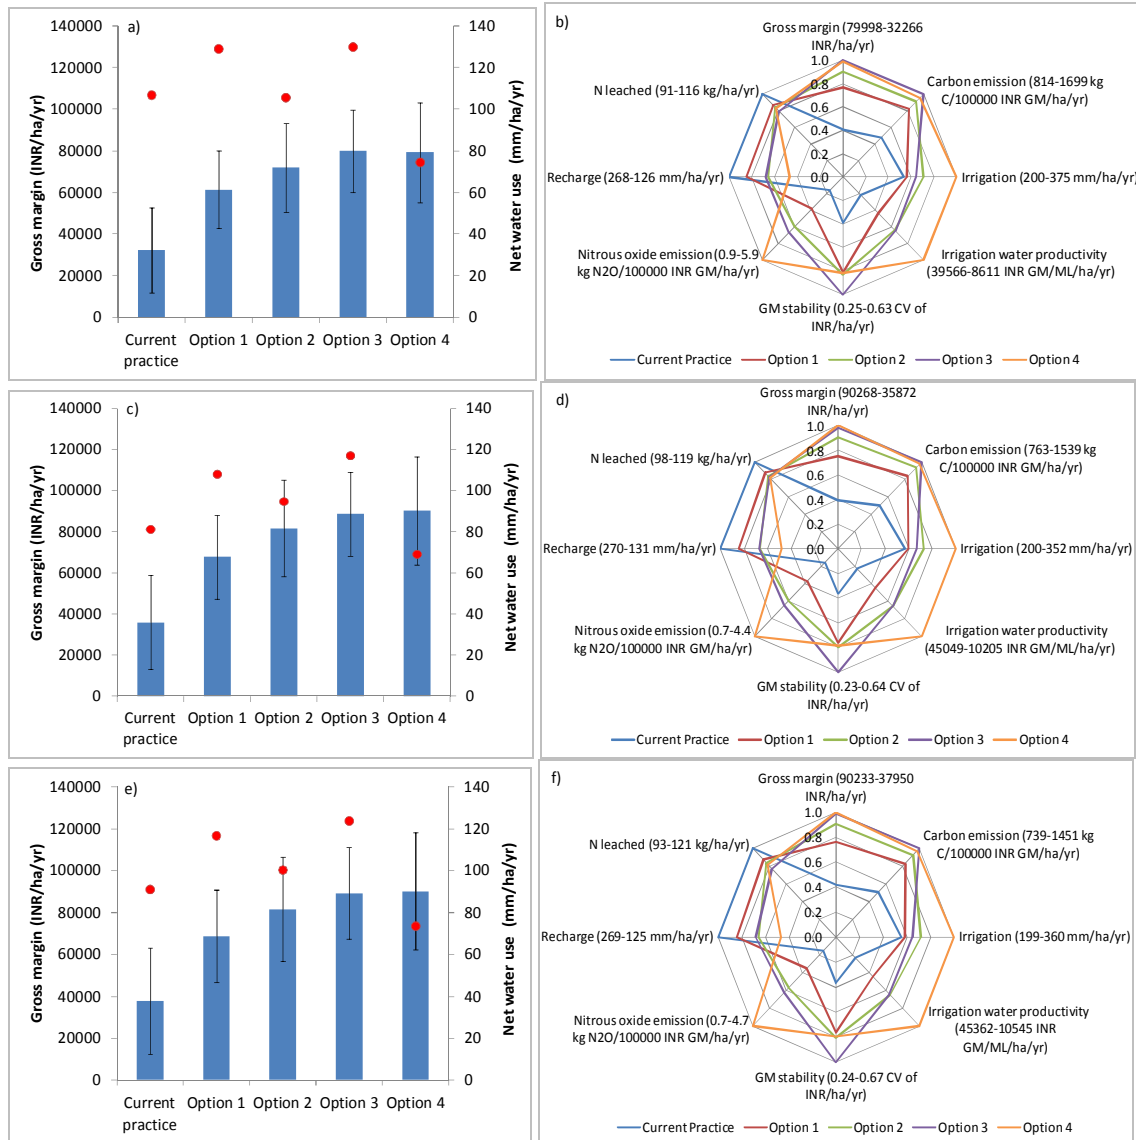 a)
Gross margin (INR/ha/yr)
140000
120000
100000
80000
60000
40000
20000
0
140
120
100
80
60
40
20
0
Net water use (mm/ha/yr)
Current practice
Option 1
Option 2
Option 3
Option 4
b)
Gross margin (79998-32266
INR/ha/yr)
Carbon emission (814-1699 kg
C/100000 INR GM/ha/yr)
Irrigation (200-375 mm/ha/yr)
Irrigation water productivity
(39566-8611 INR GM/ML/ha/yr)
GM stability (0.25-0.63 CV of
INR/ha/yr)
Nitrous oxide emission (0.9-5.9
kg N2O/100000 INR GM/ha/yr)
Recharge (268-126 mm/ha/yr)
N leached (91-116 kg/ha/yr)
1.0
0.8
0.6
0.4
0.2
0.0
Current Practice
Option 1
Option 2
Option 3
Option 4
c)
Gross margin (INR/ha/yr)
140000
120000
100000
80000
60000
40000
20000
0
140
120
100
80
60
40
20
0
Net water use (mm/ha/yr)
Current practice
Option 1
Option 2
Option 3
Option 4
d)
Gross margin (90268-35872
INR/ha/yr)
Carbon emission (763-1539 kg
C/100000 INR GM/ha/yr)
Irrigation (200-352 mm/ha/yr)
Irrigation water productivity
(45049-10205 INR GM/ML/ha/yr)
GM stability (0.23-0.64 CV of
INR/ha/yr)
Nitrous oxide emission (0.7-4.4
kg N2O/100000 INR GM/ha/yr)
Recharge (270-131 mm/ha/yr)
N leached (98-119 kg/ha/yr)
1.0
0.8
0.6
0.4
0.2
0.0
Current Practice
Option 1
Option 2
Option 3
Option 4
e)
Gross margin (INR/ha/yr)
140000
120000
100000
80000
60000
40000
20000
0
140
120
100
80
60
40
20
0
Net water use (mm/ha/yr)
Current practice
Option 1
Option 2
Option 3
Option 4
f)
Gross margin (90233-37950
INR/ha/yr)
Carbon emission (739-1451 kg
C/100000 INR GM/ha/yr)
Irrigation (199-360 mm/ha/yr)
Irrigation water productivity
(45362-10545 INR
GM/ML/ha/yr)
GM stability (0.24-0.67 CV of
INR/ha/yr)
Nitrous oxide emission (0.7-4.7
kg N2O/100000 INR GM/ha/yr)
Recharge (269-125 mm/ha/yr)
N leached (93-121 kg/ha/yr)
1.0
0.8
0.6
0.4
0.2
0.0
Current Practice
Option 1
Option 2
Option 3
Option 4